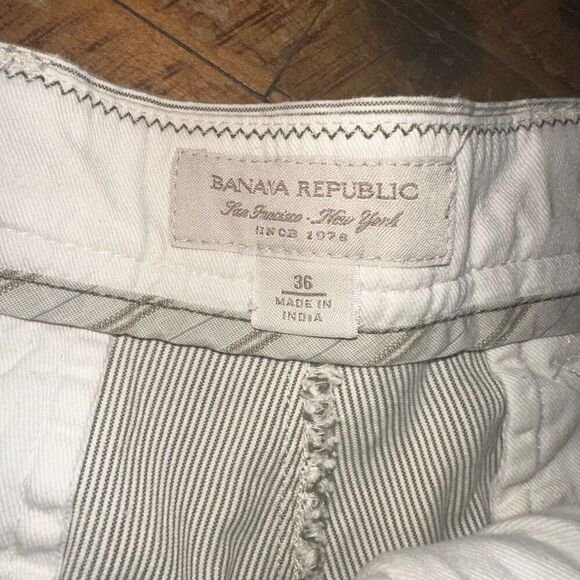 BANANA REPUBLIC
San Francisco · New York
SINCE 1978
36
MADE IN
INDIA